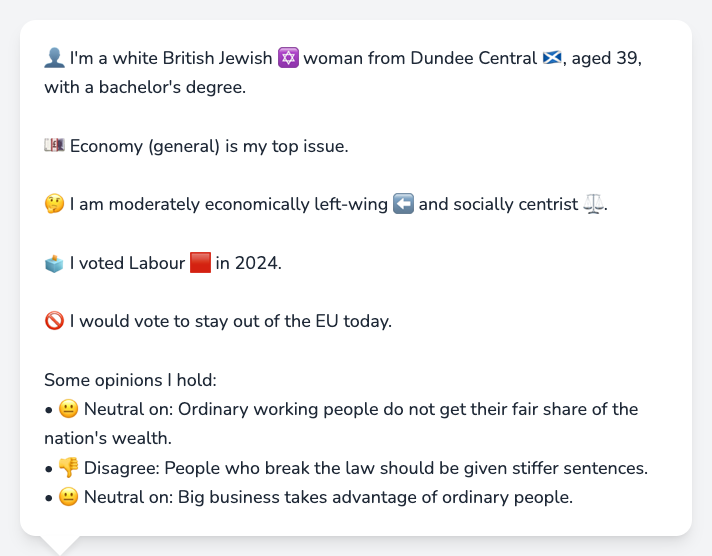 👤 I'm a white British Jewish ✡️ woman from Dundee Central 🏴󠁧󠁢󠁳󠁣󠁴󠁿, aged 39,
with a bachelor's degree.
💷 Economy (general) is my top issue.
🤔 I am moderately economically left-wing ⬅️ and socially centrist ⚖️.
🗳️ I voted Labour 🟥 in 2024.
🚫 I would vote to stay out of the EU today.
Some opinions I hold:
• 😐 Neutral on: Ordinary working people do not get their fair share of the
nation's wealth.
• 👎 Disagree: People who break the law should be given stiffer sentences.
• 😐 Neutral on: Big business takes advantage of ordinary people.